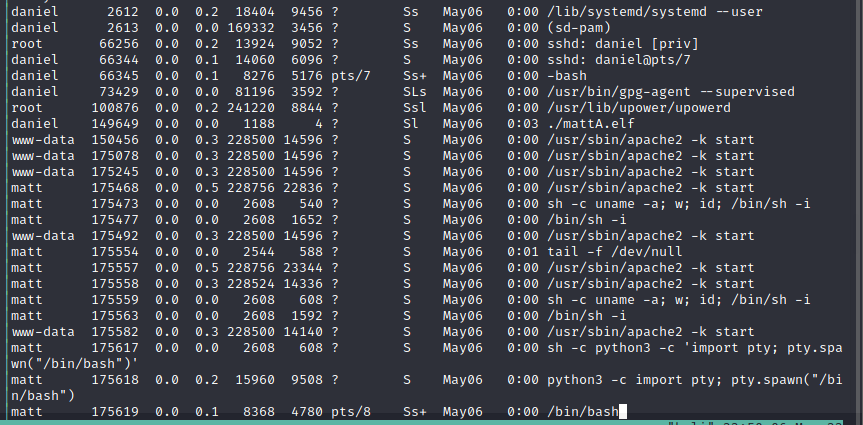 daniel 2612 0.0 0.2 18404 9456 ? Ss May06 0:00 /lib/systemd/systemd --user
daniel 2613 0.0 0.0 169332 3456 ? S May06 0:00 (sd-pam)
root 66256 0.0 0.2 13924 9052 ? Ss May06 0:00 sshd: daniel [priv]
daniel 66344 0.0 0.1 14060 6096 ? S May06 0:00 sshd: daniel@pts/7
daniel 66345 0.0 0.1 8276 5176 pts/7 Ss+ May06 0:00 -bash
daniel 73429 0.0 0.0 81196 3592 ? SLs May06 0:00 /usr/bin/gpg-agent --supervised
root 100876 0.0 0.2 241220 8844 ? Ssl May06 0:00 /usr/lib/upower/upowerd
daniel 149649 0.0 0.0 1188 4 ? Sl May06 0:03 ./mattA.elf
www-data 150456 0.0 0.3 228500 14596 ? S May06 0:00 /usr/sbin/apache2 -k start
www-data 175078 0.0 0.3 228500 14596 ? S May06 0:00 /usr/sbin/apache2 -k start
www-data 175245 0.0 0.3 228500 14596 ? S May06 0:00 /usr/sbin/apache2 -k start
matt 175468 0.0 0.5 228756 22836 ? S May06 0:00 /usr/sbin/apache2 -k start
matt 175473 0.0 0.0 2608 540 ? S May06 0:00 sh -c uname -a; w; id; /bin/sh -i
matt 175477 0.0 0.0 2608 1652 ? S May06 0:00 /bin/sh -i
www-data 175492 0.0 0.3 228500 14596 ? S May06 0:00 /usr/sbin/apache2 -k start
matt 175554 0.0 0.0 2544 588 ? S May06 0:01 tail -f /dev/null
matt 175557 0.0 0.5 228756 23344 ? S May06 0:00 /usr/sbin/apache2 -k start
matt 175558 0.0 0.3 228524 14336 ? S May06 0:00 /usr/sbin/apache2 -k start
matt 175559 0.0 0.0 2608 608 ? S May06 0:00 sh -c uname -a; w; id; /bin/sh -i
matt 175563 0.0 0.0 2608 1592 ? S May06 0:00 /bin/sh -i
www-data 175582 0.0 0.3 228500 14140 ? S May06 0:00 /usr/sbin/apache2 -k start
matt 175617 0.0 0.0 2608 608 ? S May06 0:00 sh -c python3 -c 'import pty; pty.spa
wn("/bin/bash")'
matt 175618 0.0 0.2 15960 9508 ? S May06 0:00 python3 -c import pty; pty.spawn("/bi
n/bash")
matt 175619 0.0 0.1 8368 4780 pts/8 Ss+ May06 0:00 /bin/bash